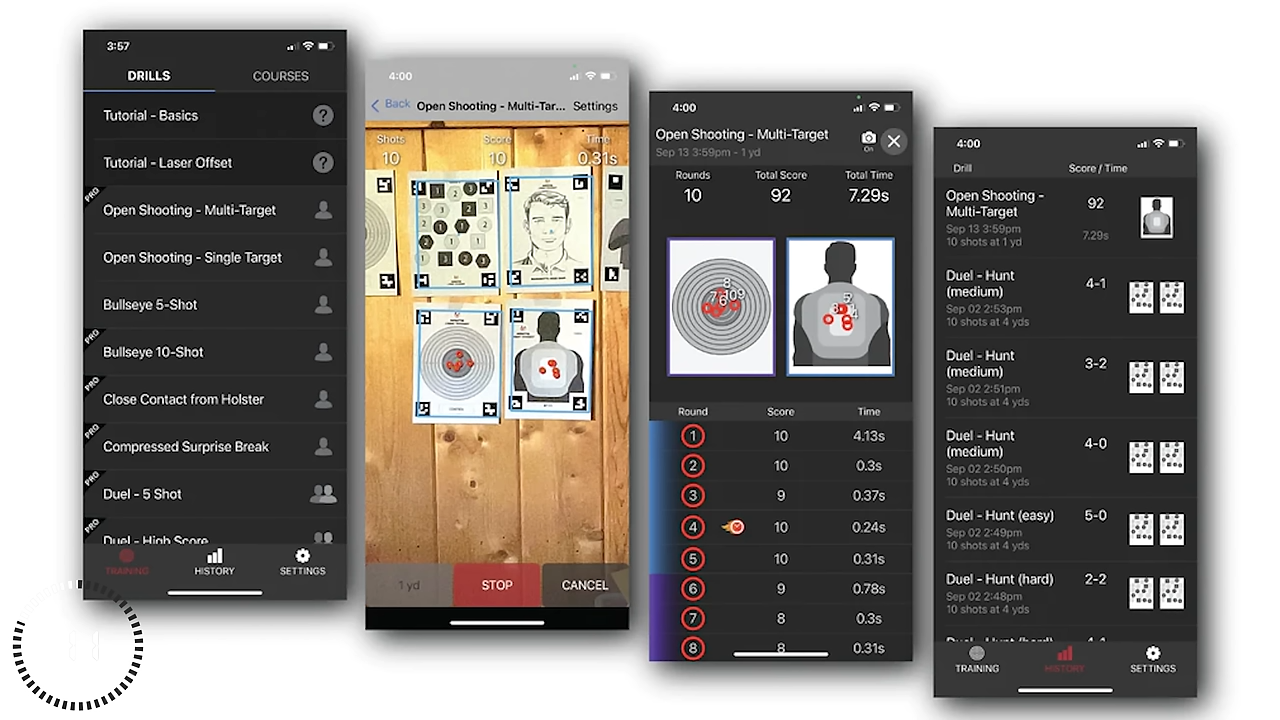 3:57
DRILLS
COURSES
Tutorial - Basics
?
Tutorial - Laser Offset
?
PRO
Open Shooting - Multi-Target
Open Shooting - Single Target
Bullseye 5-Shot
PRO
Bullseye 10-Shot
PRO
Close Contact from Holster
PRO
Compressed Surprise Break
PRO
Duel - 5 Shot
PRO
Duel - High Score
TRAINING
HISTORY
SETTINGS
4:00
Back
Open Shooting - Multi-Tar...
Settings
Shots
Score
Time
10
10
0.31s
1 yd
STOP
CANCEL
4:00
Open Shooting - Multi-Target
Sep 13 3:59pm - 1 yd
On
Rounds
Total Score
Total Time
10
92
7.29s
Round
Score
Time
1
10
4.13s
2
10
0.3s
3
9
0.37s
4
10
0.24s
5
10
0.31s
6
9
0.78s
7
8
0.3s
8
8
0.31s
4:00
Drill
Score / Time
Open Shooting -
Multi-Target
92
Sep 13 3:59pm
7.29s
10 shots at 1 yd
Duel - Hunt
(medium)
4-1
Sep 02 2:53pm
10 shots at 4 yds
Duel - Hunt
(medium)
3-2
Sep 02 2:51pm
10 shots at 4 yds
Duel - Hunt
(medium)
4-0
Sep 02 2:50pm
10 shots at 4 yds
Duel - Hunt (easy)
5-0
Sep 02 2:49pm
10 shots at 4 yds
Duel - Hunt (hard)
2-2
Sep 02 2:48pm
10 shots at 4 yds
TRAINING
HISTORY
SETTINGS